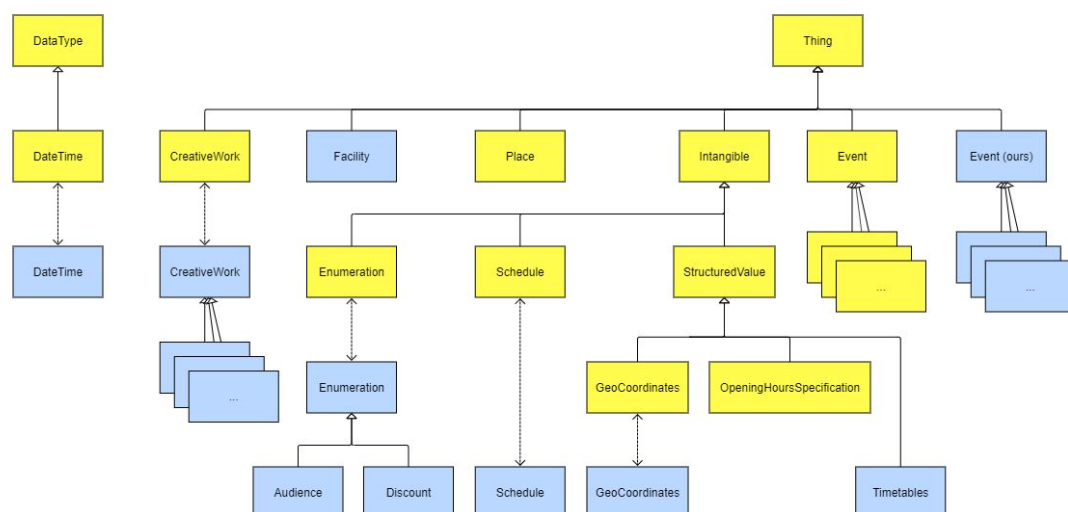 DataType
Thing
DateTime
CreativeWork
Facility
Place
Intangible
Event
Event (ours)
DateTime
CreativeWork
Enumeration
Schedule
StructuredValue
...
...
...
Enumeration
GeoCoordinates
OpeningHoursSpecification
Audience
Discount
Schedule
GeoCoordinates
Timetables